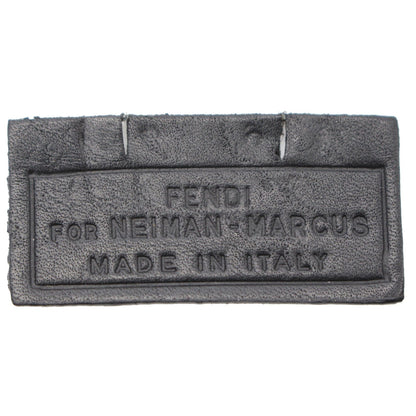 FENDI
FOR NEIMAN-MARCUS
MADE IN ITALY